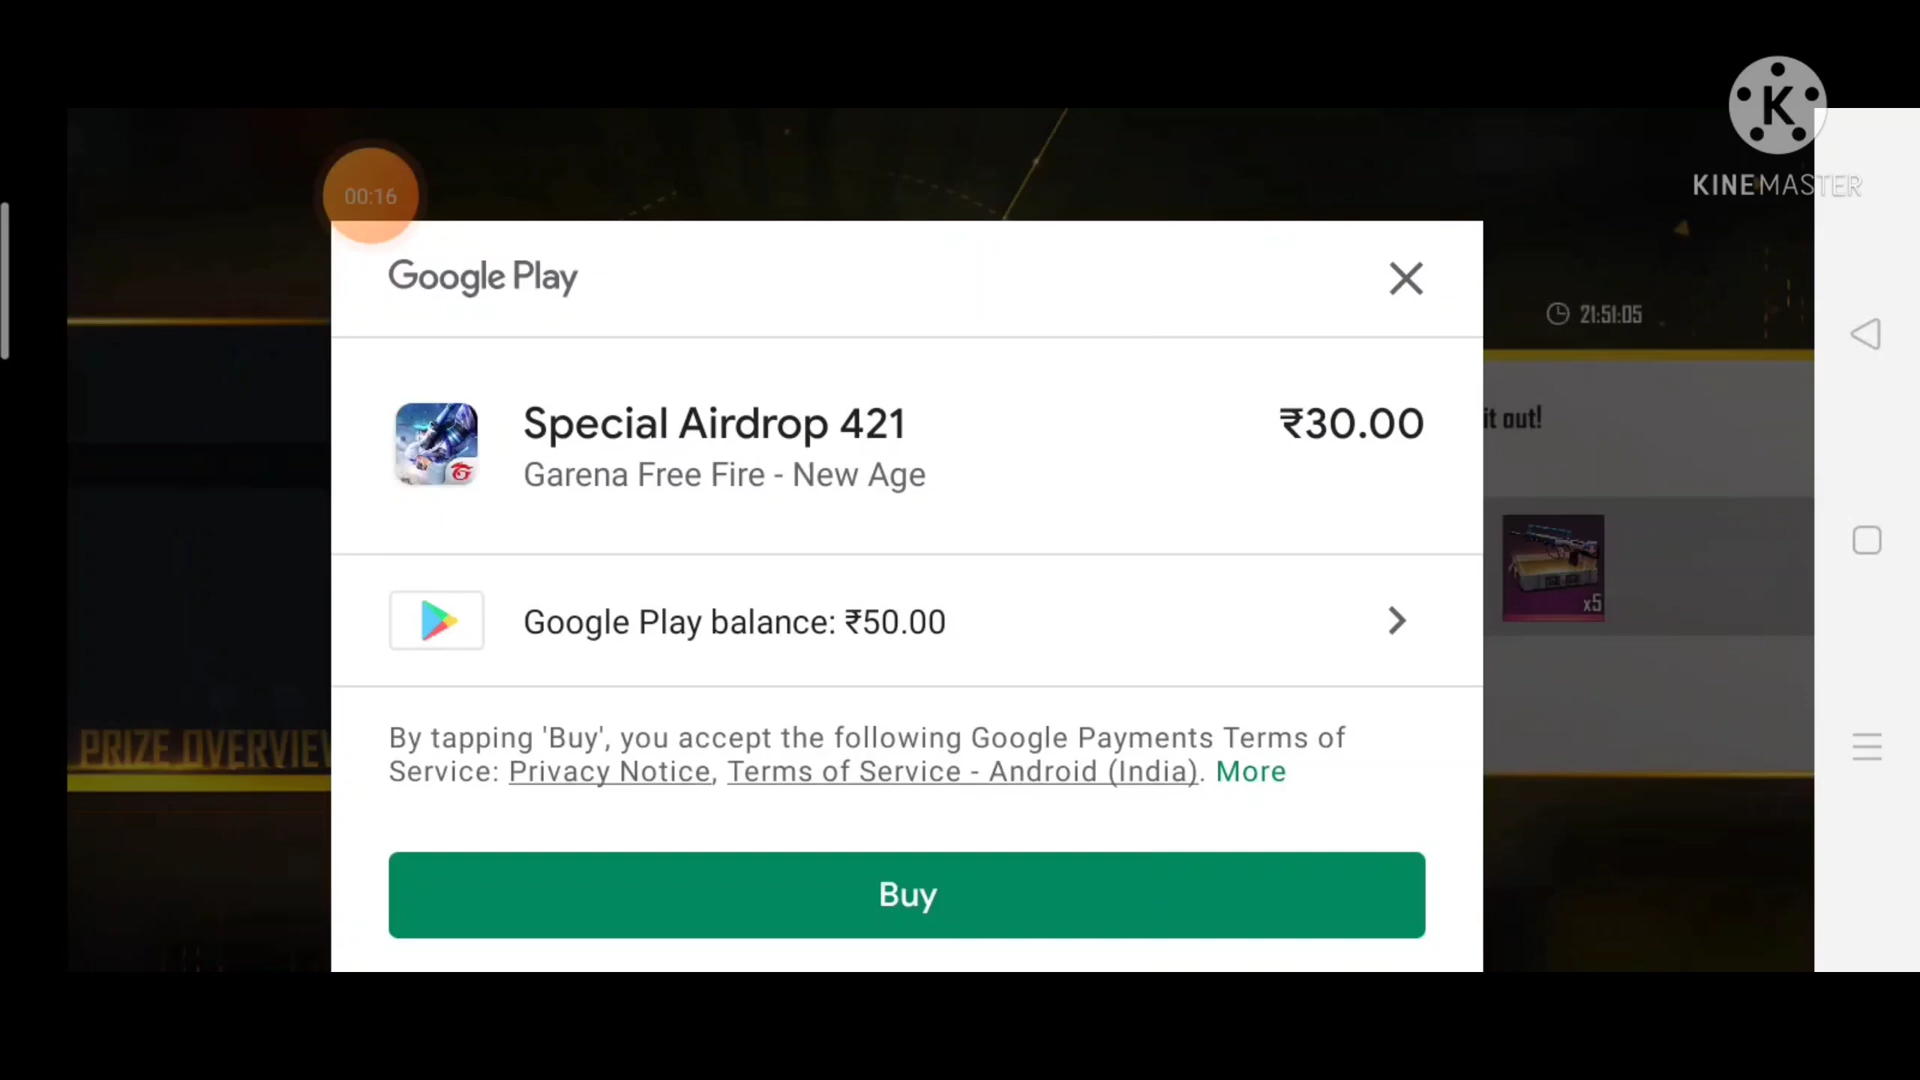 KINEMASTER
00:16
Google Play
21:51:05
Special Airdrop 421
₹30.00
it out!
Garena Free Fire - New Age
x5
Google Play balance: ₹50.00
By tapping 'Buy', you accept the following Google Payments Terms of
Service: Privacy Notice, Terms of Service - Android (India). More
PRIZE OVERVIEW
Buy